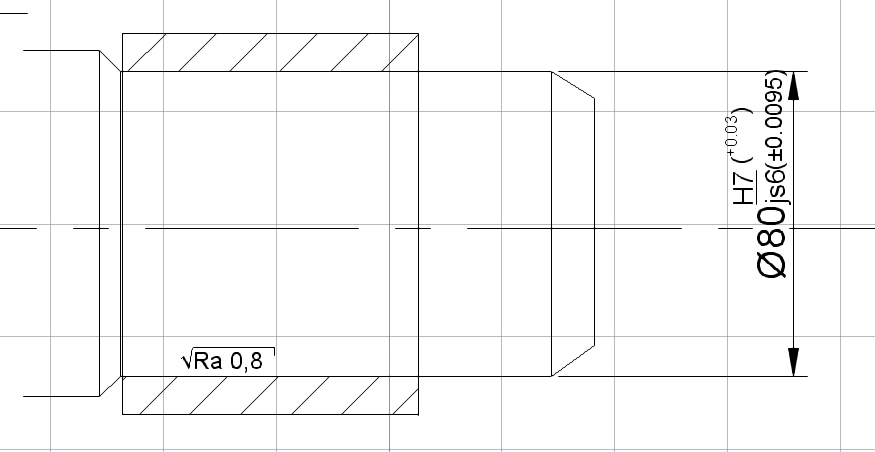 √Ra 0,8
Ø80 H7 (+0.03) / js6(±0.0095)